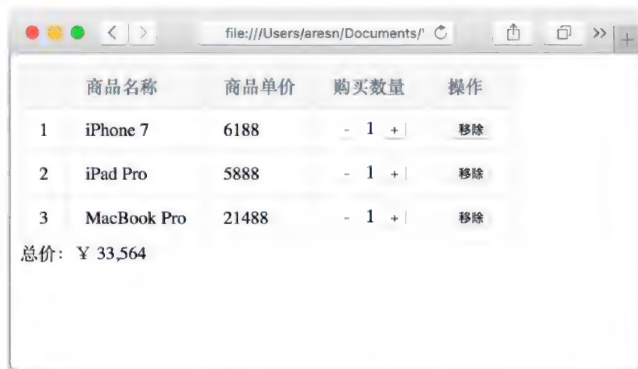 file:///Users/aresn/Documents/
商品名称 商品单价 购买数量 操作
1 iPhone 7 6188 - 1 + 移除
2 iPad Pro 5888 - 1 + 移除
3 MacBook Pro 21488 - 1 + 移除
总价：¥ 33,564